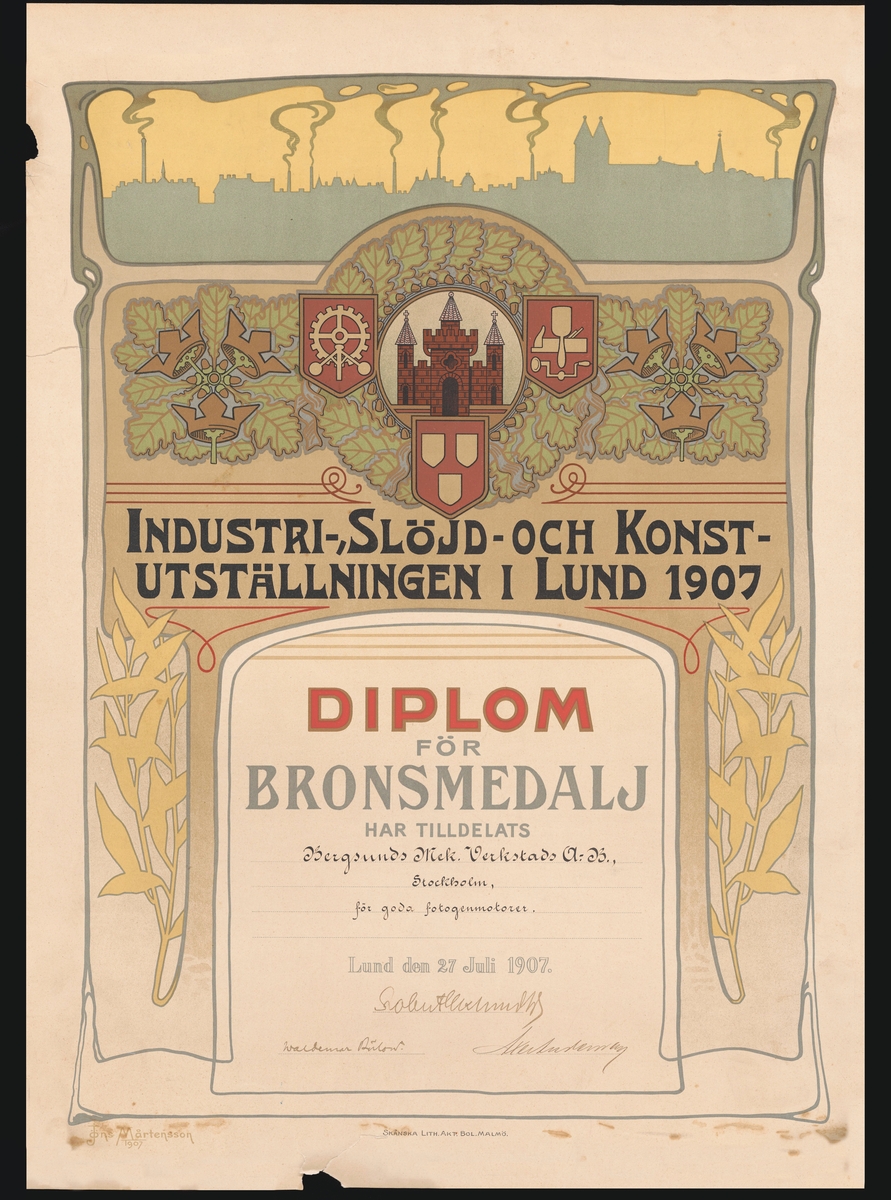 INDUSTRI-, SLÖJD- OCH KONST-
UTSTÄLLNINGEN I LUND 1907
DIPLOM
FÖR
BRONSMEDALJ
HAR TILLDELATS
Bergsunds Mek. Verkstads A.-B.,
Stockholm,
för goda fotogenmotorer.
Lund den 27 Juli 1907.
Waldemar Bülow.
Jöns Mårtensson
1907
SKÅNSKA LITH. AKT. BOL. MALMÖ.